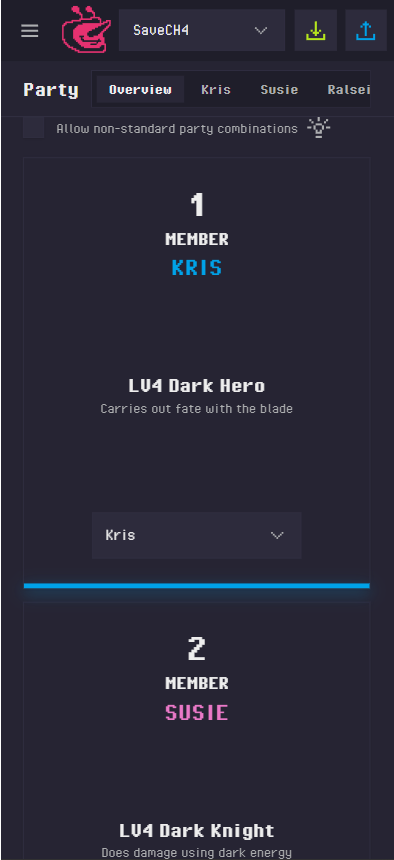 SaveCH4
Party
Overview
Kris
Susie
Ralsei
Allow non-standard party combinations
1
MEMBER
KRIS
LV4 Dark Hero
Carries out fate with the blade
Kris
2
MEMBER
SUSIE
LV4 Dark Knight
Does damage using dark energy